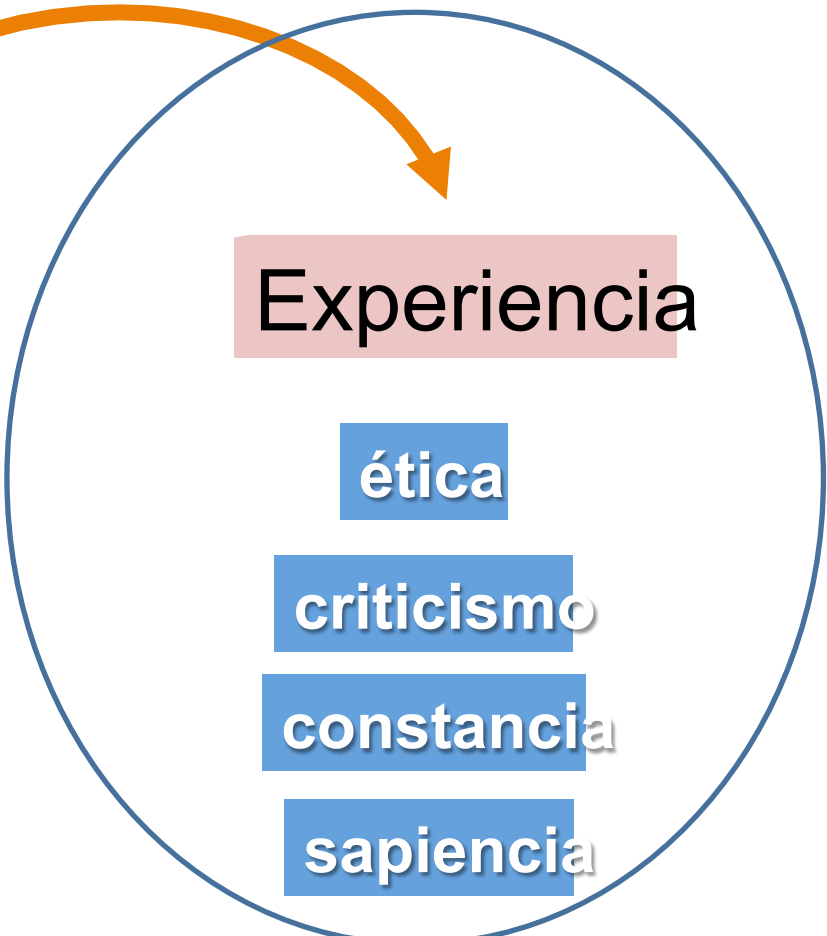 Experiencia
ética
criticismo
constancia
sapiencia